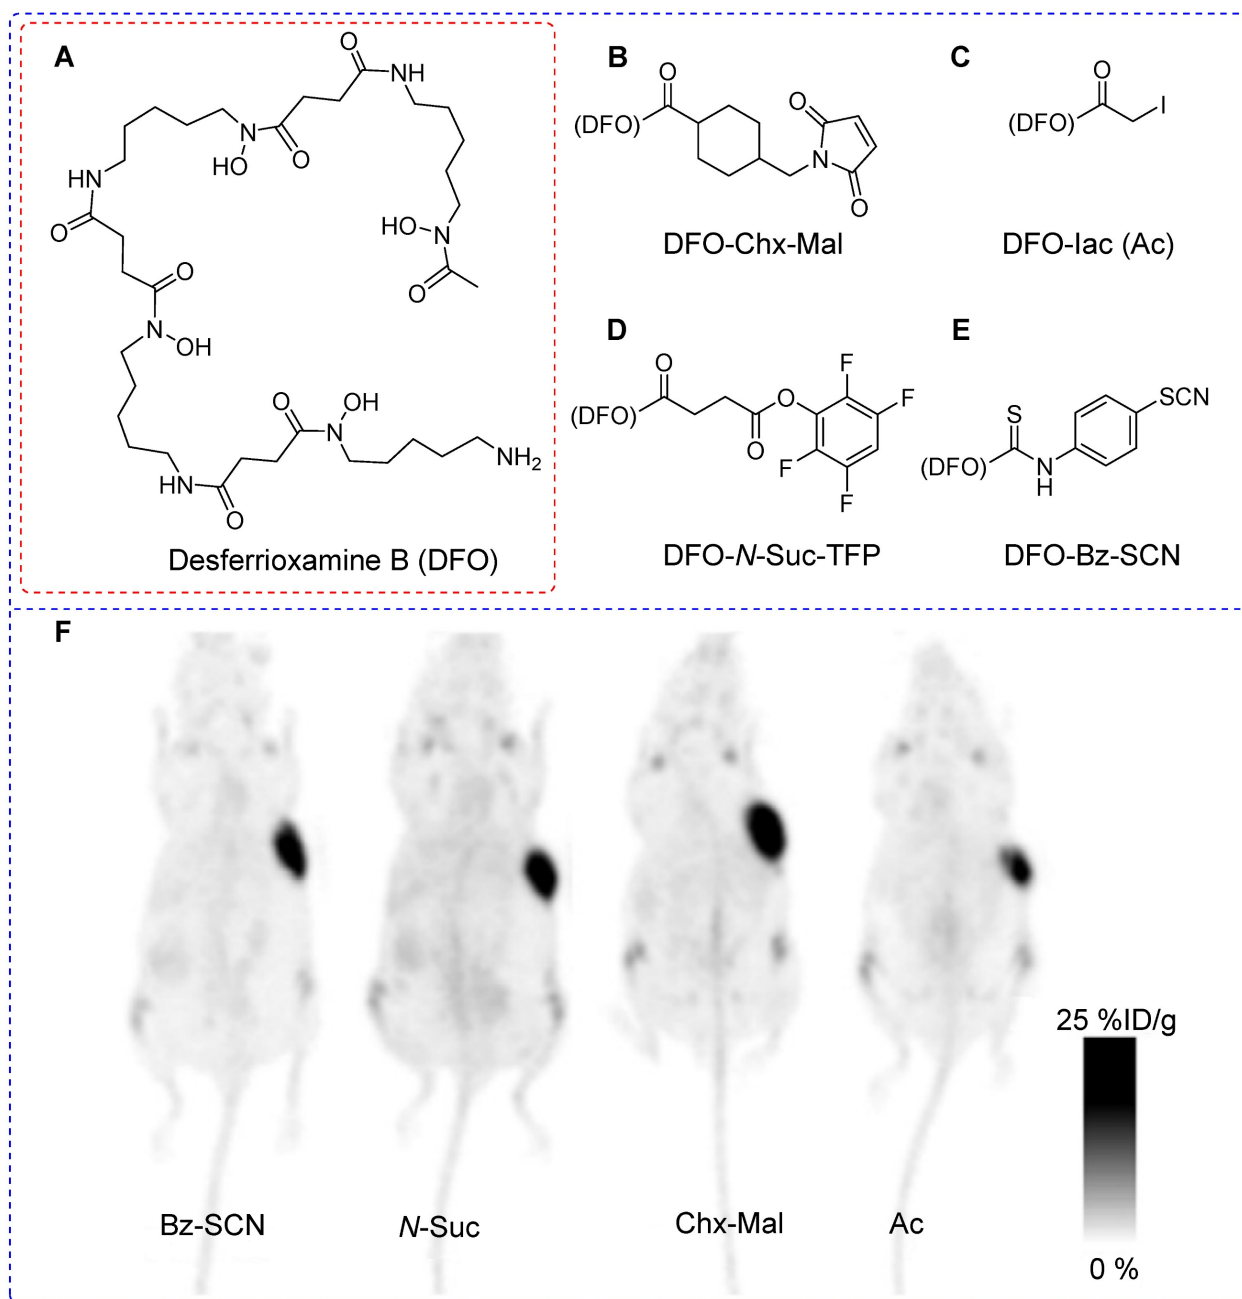 A
O
NH
N
HO
O
HN
O
HO
N
O
O
N
OH
O
N
OH
HN
O
NH2
Desferrioxamine B (DFO)
B
O
(DFO)
O
N
O
DFO-Chx-Mal
C
O
(DFO)
I
DFO-Iac (Ac)
D
O
(DFO)
O
O
F
F
F
F
DFO-N-Suc-TFP
E
S
(DFO)
N
H
SCN
DFO-Bz-SCN
F
25 %ID/g
0 %
Bz-SCN
N-Suc
Chx-Mal
Ac